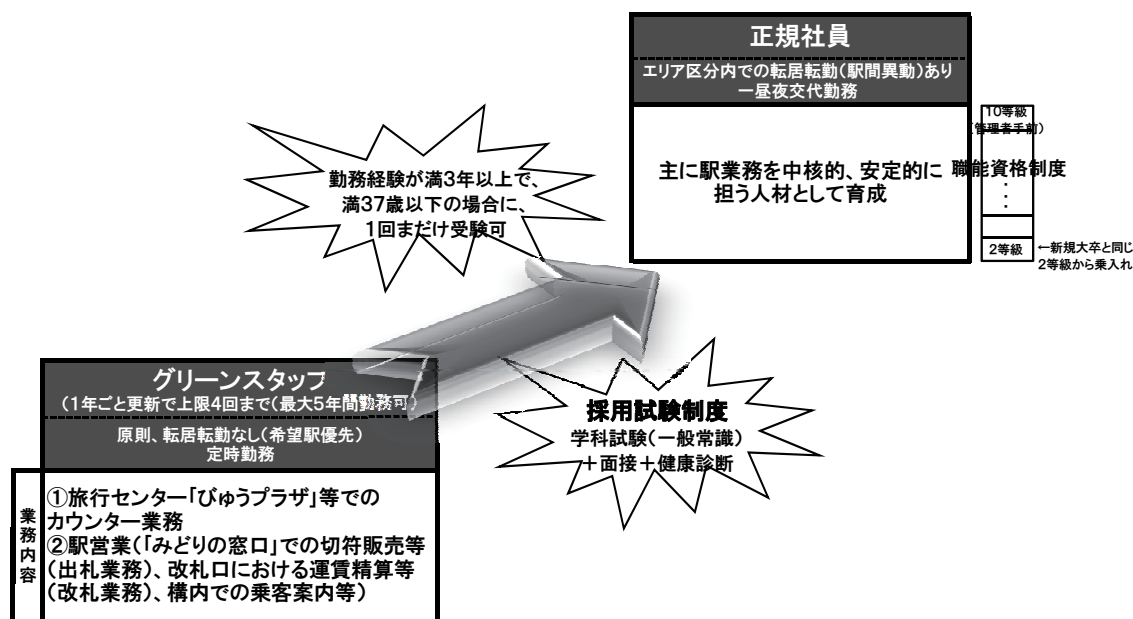 正規社員
エリア区分内での転居転勤(駅間異動)あり
一昼夜交代勤務
主に駅業務を中核的、安定的に
担う人材として育成
10等級
(管理者手前)
職能資格制度
・
・
・
2等級
←新規大卒と同じ
2等級から乗入れ
勤務経験が満3年以上で、
満37歳以下の場合に、
1回まだけ受験可
採用試験制度
学科試験(一般常識)
+面接+健康診断
グリーンスタッフ
(1年ごと更新で上限4回まで(最大5年間勤務可)
原則、転居転勤なし(希望駅優先)
定時勤務
業務内容
①旅行センター「びゅうプラザ」等での
カウンター業務
②駅営業(「みどりの窓口」での切符販売等
(出札業務)、改札口における運賃精算等
(改札業務)、構内での乗客案内等)